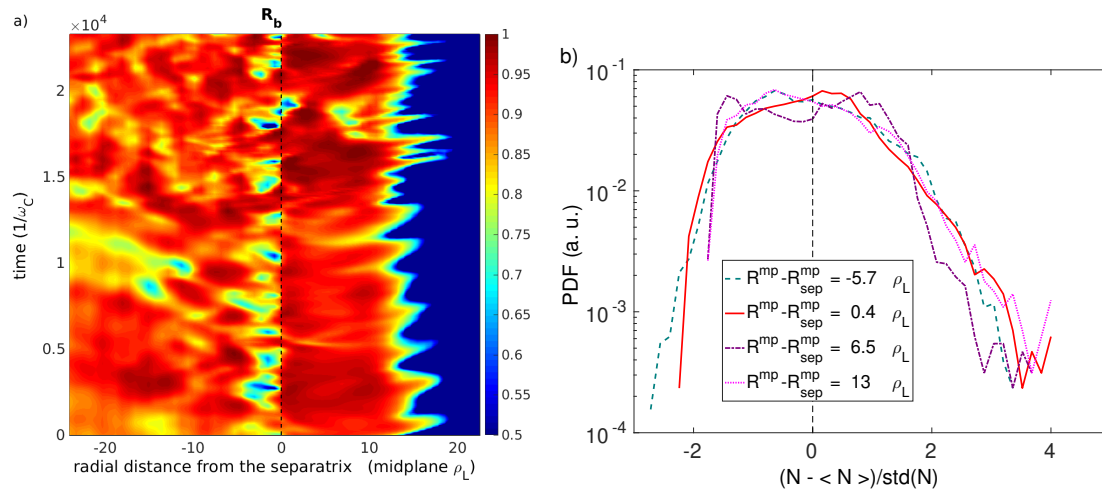 a)
×10⁴
R_b
time (1/ω_C)
2
1.5
1
0.5
0
-20 -10 0 10 20
radial distance from the separatrix (midplane ρ_L)
1
0.95
0.9
0.85
0.8
0.75
0.7
0.65
0.6
0.55
0.5
b)
PDF (a. u.)
10⁻¹
10⁻²
10⁻³
10⁻⁴
R^mp-R^mp_sep = -5.7 ρ_L
R^mp-R^mp_sep = 0.4 ρ_L
R^mp-R^mp_sep = 6.5 ρ_L
R^mp-R^mp_sep = 13 ρ_L
-2 0 2 4
(N - < N >)/std(N)